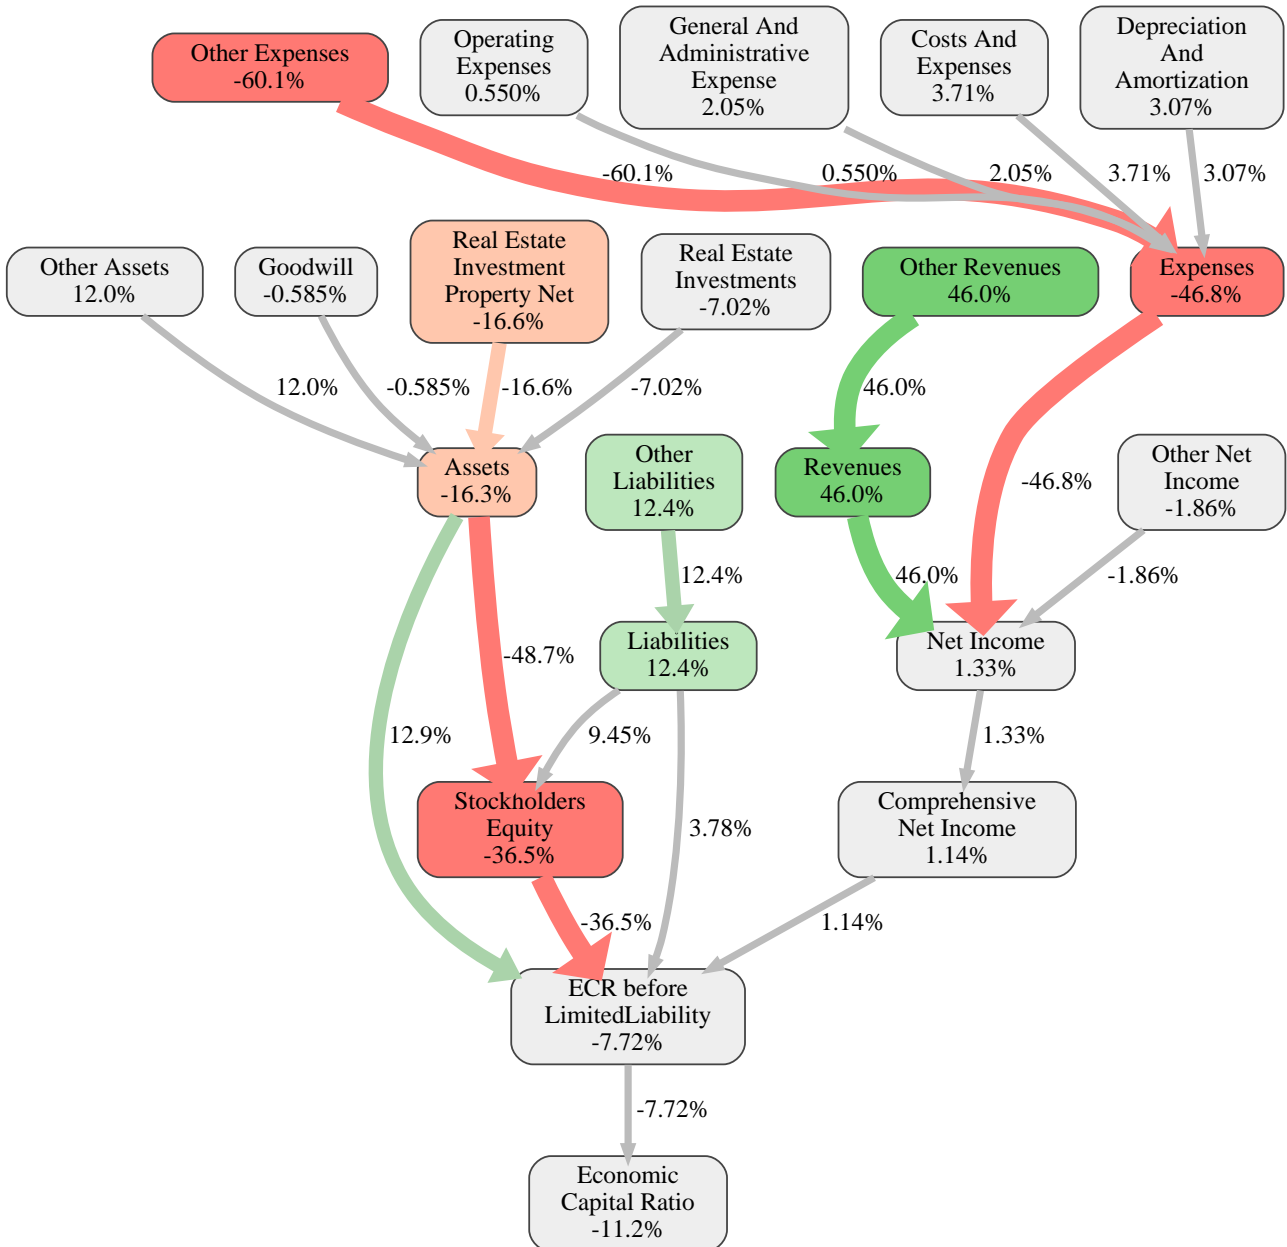 Other Expenses
-60.1%
Operating
Expenses
0.550%
General And
Administrative
Expense
2.05%
Costs And
Expenses
3.71%
Depreciation
And
Amortization
3.07%
-60.1%
0.550%
2.05%
3.71%
3.07%
Other Assets
12.0%
Goodwill
-0.585%
Real Estate
Investment
Property Net
-16.6%
Real Estate
Investments
-7.02%
Other Revenues
46.0%
Expenses
-46.8%
12.0%
-0.585%
-16.6%
-7.02%
46.0%
Assets
-16.3%
Other
Liabilities
12.4%
Revenues
46.0%
-46.8%
Other Net
Income
-1.86%
12.4%
46.0%
-1.86%
Liabilities
12.4%
Net Income
1.33%
-48.7%
12.9%
9.45%
1.33%
Stockholders
Equity
-36.5%
3.78%
Comprehensive
Net Income
1.14%
-36.5%
1.14%
ECR before
LimitedLiability
-7.72%
-7.72%
Economic
Capital Ratio
-11.2%